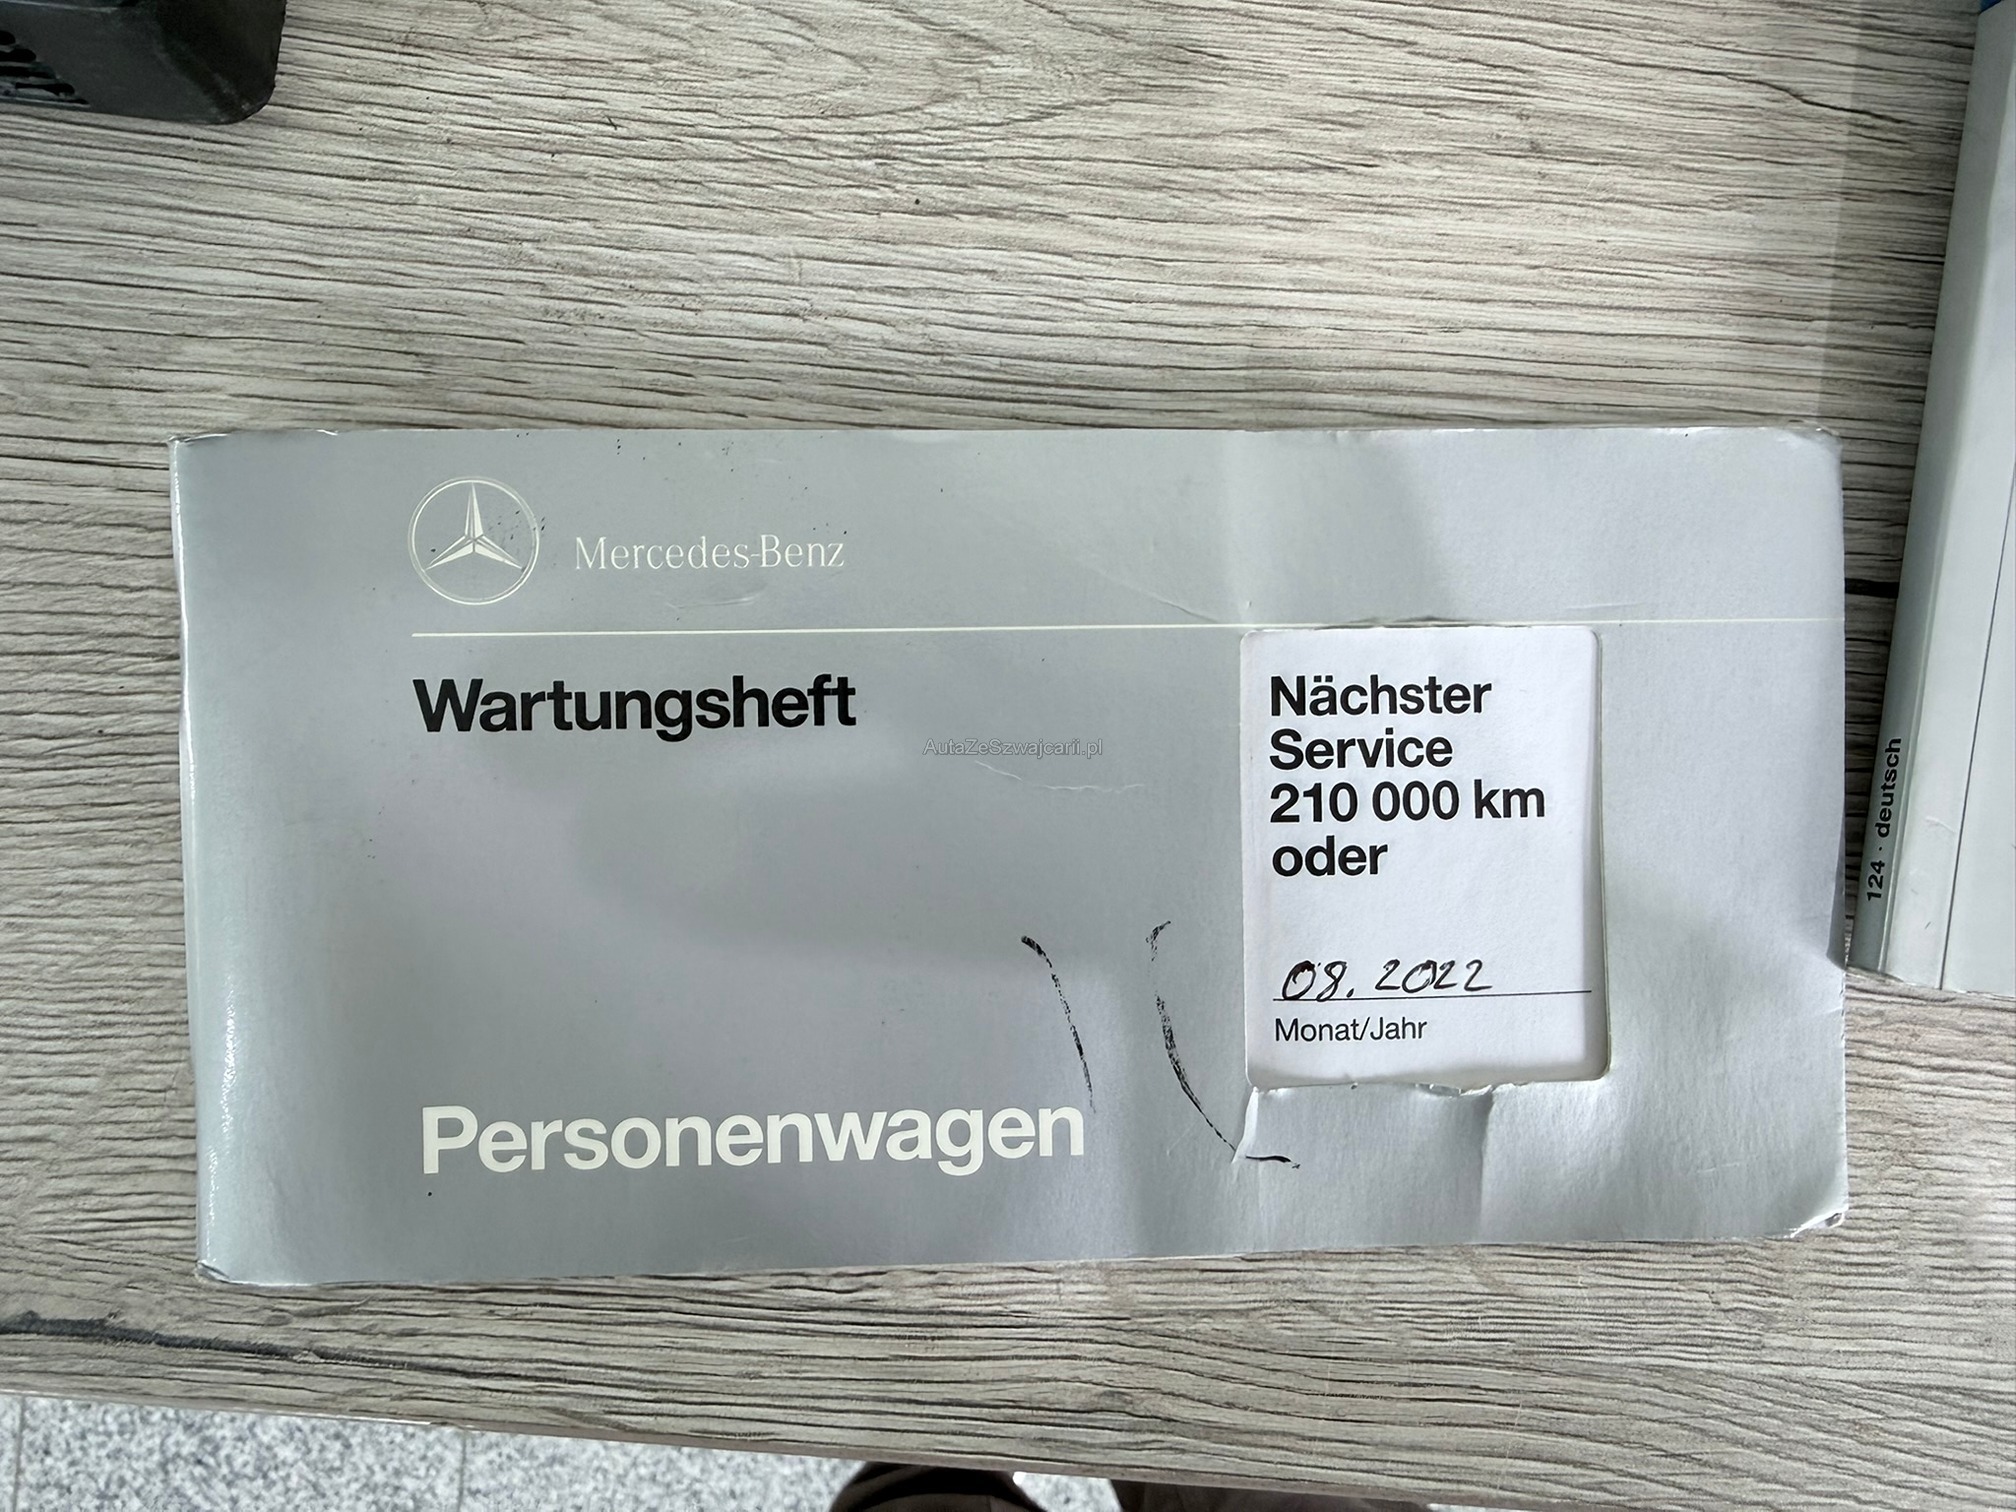 Mercedes-Benz
Wartungsheft
Nächster
Service
210 000 km
oder
08.2022
Monat/Jahr
Personenwagen
AutaZeSzwajcarii.pl
124 · deutsch